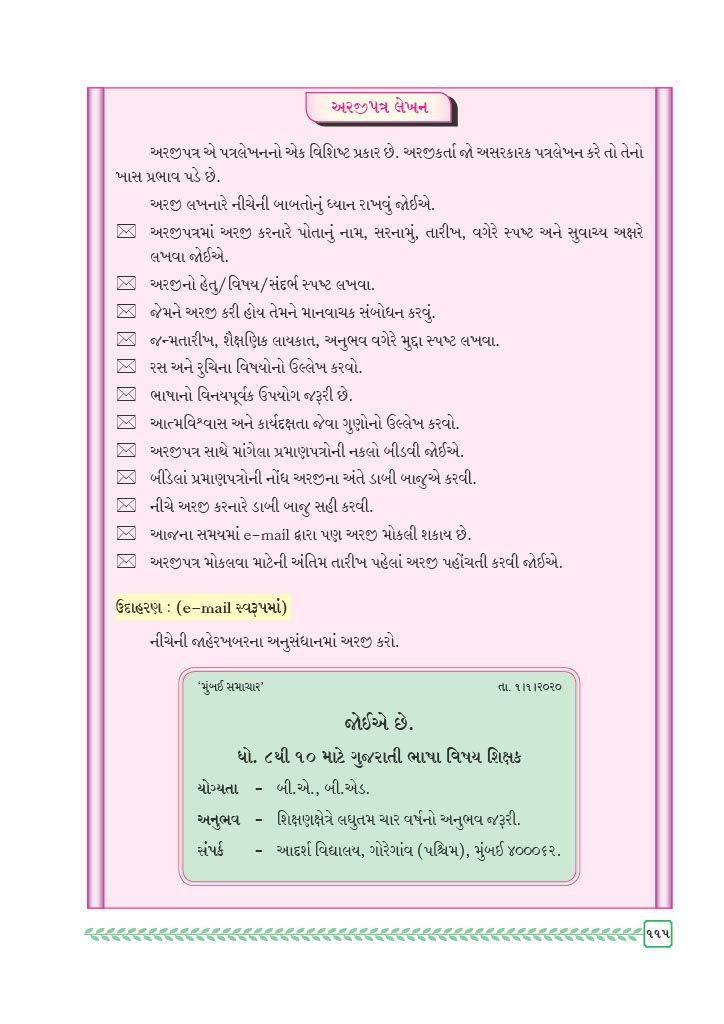 અરજીપત્ર લેખન
અરજીપત્ર એ પત્રલેખનનો એક વિશિષ્ટ પ્રકાર છે. અરજીકર્તા જો અસરકારક પત્રલેખન કરે તો તેનો
ખાસ પ્રભાવ પડે છે.
અરજી લખનારે નીચેની બાબતોનું ધ્યાન રાખવું જોઈએ.
અરજીપત્રમાં અરજી કરનારે પોતાનું નામ, સરનામું, તારીખ, વગેરે સ્પષ્ટ અને સુવાચ્ય અક્ષરે
લખવા જોઈએ.
અરજીનો હેતુ/વિષય/સંદર્ભ સ્પષ્ટ લખવા.
જેમને અરજી કરી હોય તેમને માનવાચક સંબોધન કરવું.
જન્મતારીખ, શૈક્ષણિક લાયકાત, અનુભવ વગેરે મુદ્દા સ્પષ્ટ લખવા.
રસ અને રુચિના વિષયોનો ઉલ્લેખ કરવો.
ભાષાનો વિનયપૂર્વક ઉપયોગ જરૂરી છે.
આત્મવિશ્વાસ અને કાર્યદક્ષતા જેવા ગુણોનો ઉલ્લેખ કરવો.
અરજીપત્ર સાથે માંગેલા પ્રમાણપત્રોની નકલો બીડવી જોઈએ.
બીડેલાં પ્રમાણપત્રોની નોંધ અરજીના અંતે ડાબી બાજુએ કરવી.
નીચે અરજી કરનારે ડાબી બાજુ સહી કરવી.
આજના સમયમાં e-mail દ્વારા પણ અરજી મોકલી શકાય છે.
અરજીપત્ર મોકલવા માટેની અંતિમ તારીખ પહેલાં અરજી પહોંચતી કરવી જોઈએ.
ઉદાહરણ : (e-mail સ્વરૂપમાં)
નીચેની જાહેરખબરના અનુસંધાનમાં અરજી કરો.
‘મુંબઈ સમાચાર’ તા. ૧।૧।૨૦૨૦
જોઈએ છે.
ધો. ૮થી ૧૦ માટે ગુજરાતી ભાષા વિષય શિક્ષક
યોગ્યતા - બી.એ., બી.એડ.
અનુભવ - શિક્ષણક્ષેત્રે લઘુતમ ચાર વર્ષનો અનુભવ જરૂરી.
સંપર્ક - આદર્શ વિદ્યાલય, ગોરેગાંવ (પશ્ચિમ), મુંબઈ ૪૦૦૦૬૨.
૧૧૫